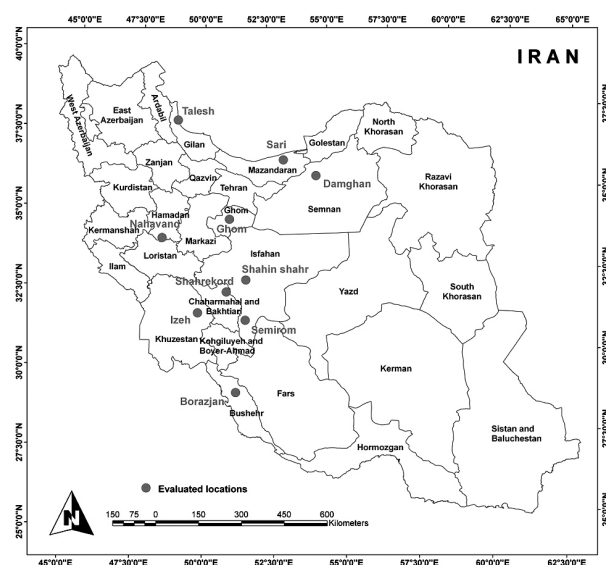 45°0'0"E 47°30'0"E 50°0'0"E 52°30'0"E 55°0'0"E 57°30'0"E 60°0'0"E 62°30'0"E 65°0'0"E
IRAN
40°0'0"N
37°30'0"N
35°0'0"N
32°30'0"N
30°0'0"N
27°30'0"N
25°0'0"N
West Azerbaijan
East
Azerbaijan
Ardabil
Talesh
Gilan
Zanjan
Qazvin
Kurdistan
Sari
Mazandaran
Golestan
North
Khorasan
Razavi
Khorasan
Tehran
Damghan
Semnan
Hamadan
Ghom
Ghom
Kermanshan
Nahavand
Markazi
Loristan
Ilam
Isfahan
Shahin shahr
Shahrekord
Chaharmahal and
Bakhtian
Yazd
South
Khorasan
Izeh
Semirom
Khuzestan
Kohgiluyeh and
Boyer-Ahmad
Kerman
Fars
Borazjan
Bushehr
Sistan and
Baluchestan
Hormozgan
Evaluated locations
N
150 75 0 150 300 450 600
Kilometers
45°0'0"E 47°30'0"E 50°0'0"E 52°30'0"E 55°0'0"E 57°30'0"E 60°0'0"E